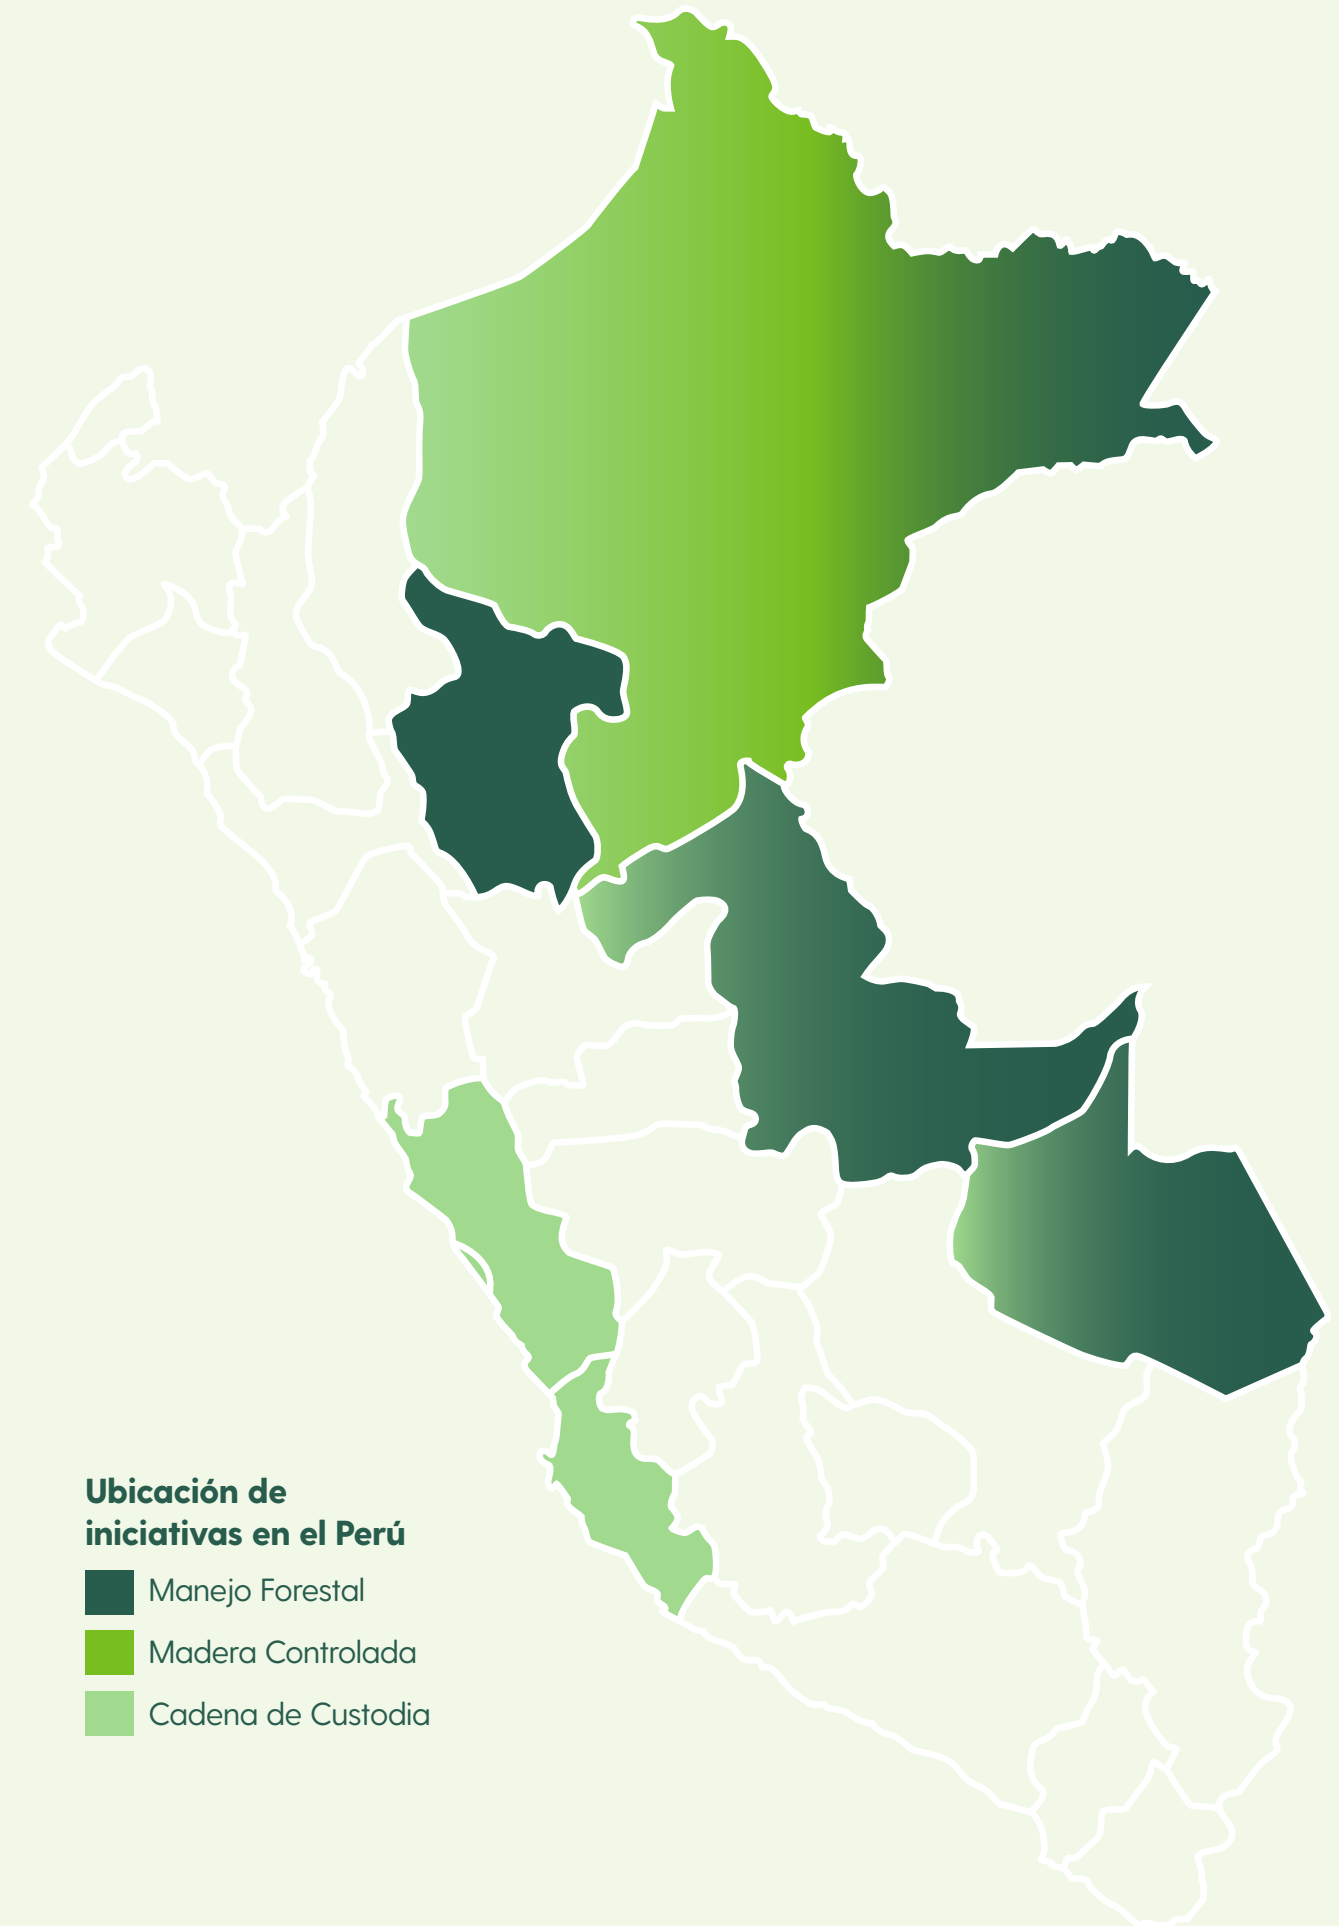 Ubicación de
iniciativas en el Perú
Manejo Forestal
Madera Controlada
Cadena de Custodia